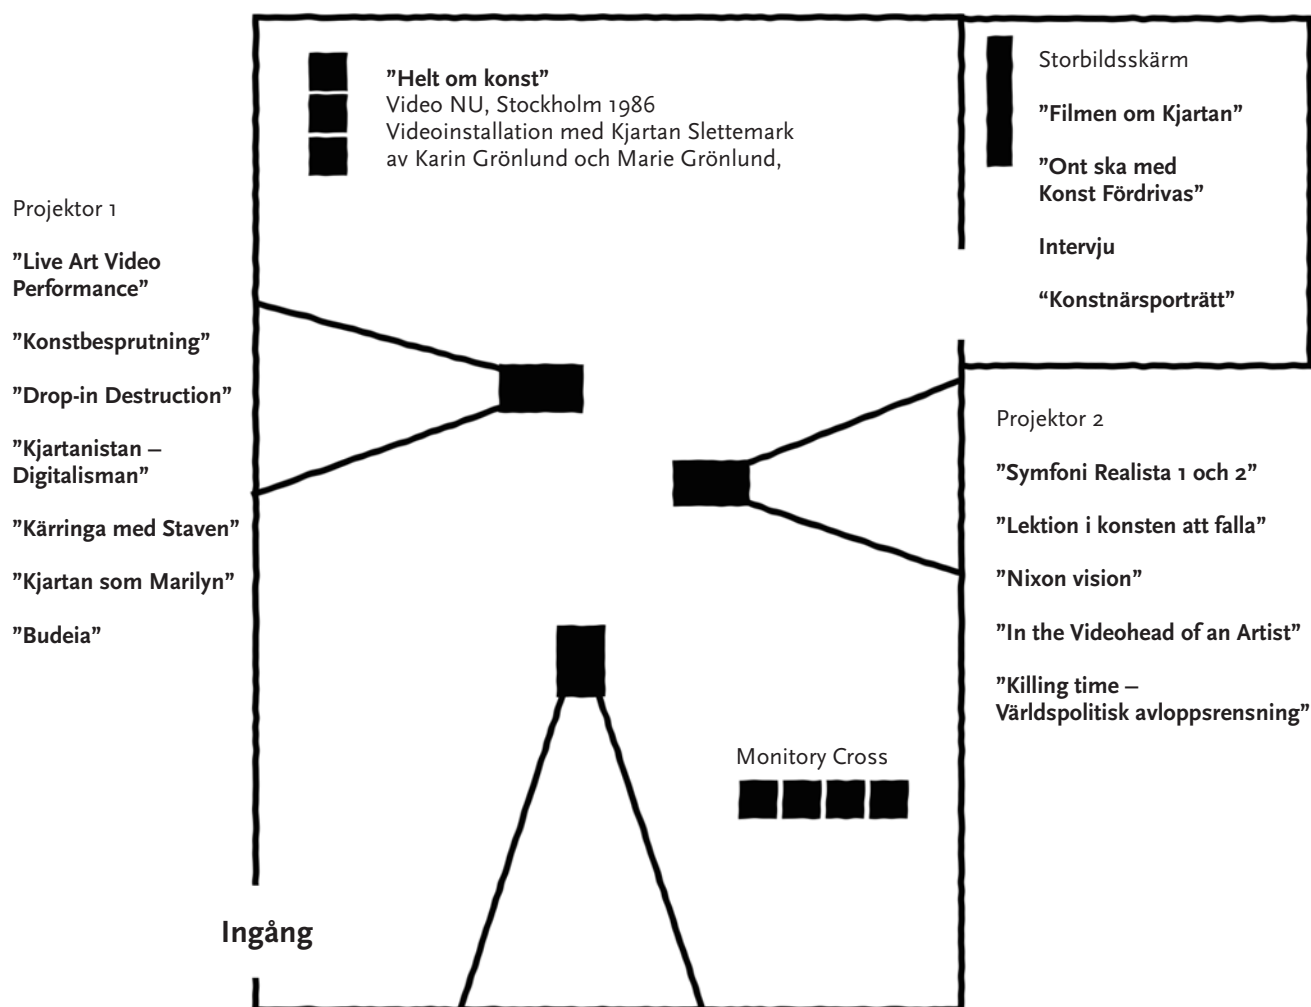 ”Helt om konst”
Video NU, Stockholm 1986
Videoinstallation med Kjartan Slettemark
av Karin Grönlund och Marie Grönlund,
Storbildsskärm
”Filmen om Kjartan”
”Ont ska med
Konst Fördrivas”
Intervju
“Konstnärsporträtt”
Projektor 1
”Live Art Video
Performance”
”Konstbesprutning”
”Drop-in Destruction”
”Kjartanistan –
Digitalisman”
”Kärringa med Staven”
”Kjartan som Marilyn”
”Budeia”
Projektor 2
”Symfoni Realista 1 och 2”
”Lektion i konsten att falla”
”Nixon vision”
”In the Videohead of an Artist”
”Killing time –
Världspolitisk avloppsrensning”
Monitory Cross
Ingång